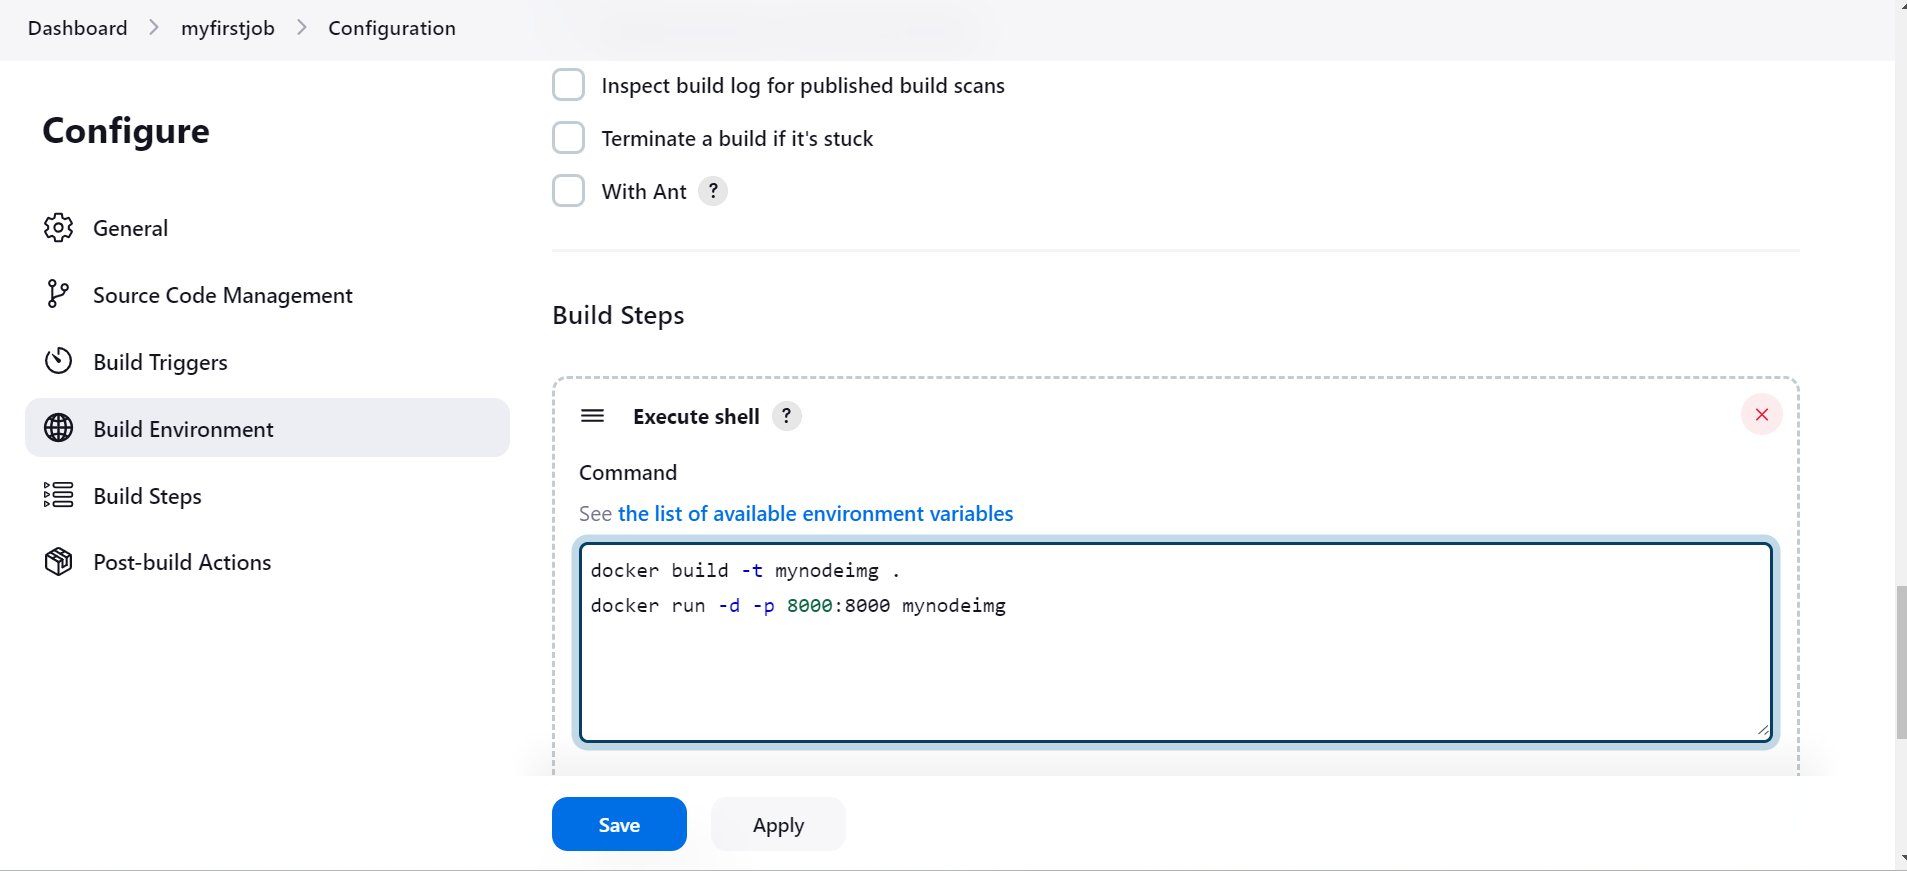 Dashboard > myfirstjob > Configuration
Configure
General
Source Code Management
Build Triggers
Build Environment
Build Steps
Post-build Actions
Inspect build log for published build scans
Terminate a build if it's stuck
With Ant ?
Build Steps
Execute shell ?
Command
See the list of available environment variables
docker build -t mynodeimg .
docker run -d -p 8000:8000 mynodeimg
Save
Apply